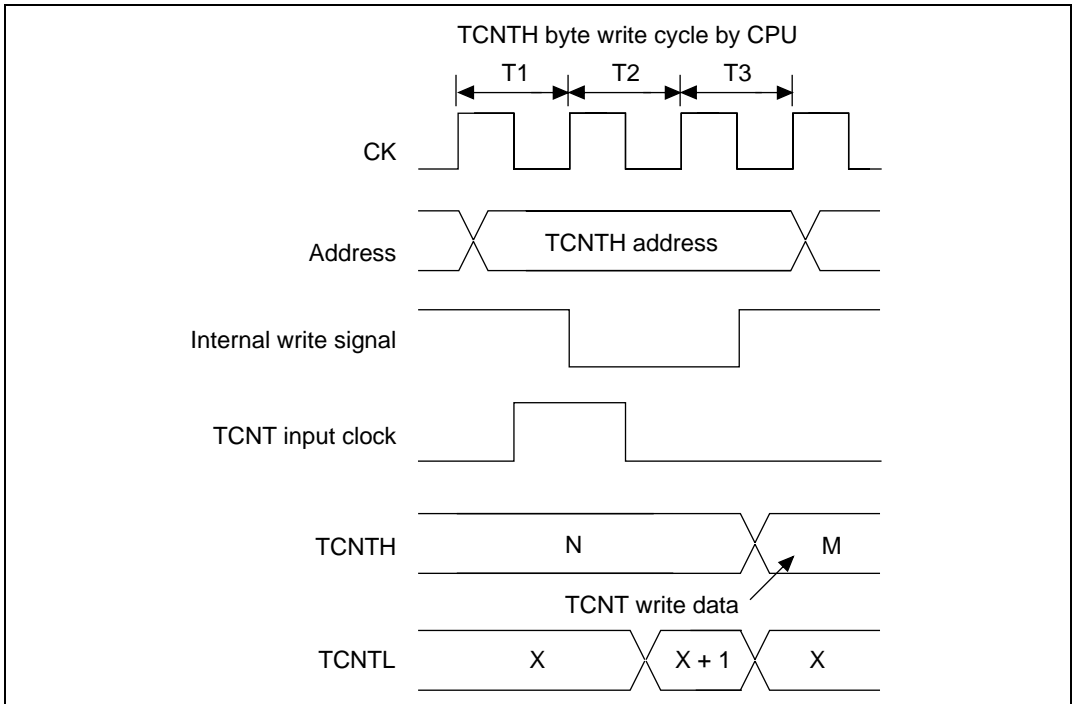 TCNTH byte write cycle by CPU
T1 T2 T3
CK
Address TCNTH address
Internal write signal
TCNT input clock
TCNTH N M
TCNT write data
TCNTL X X + 1 X